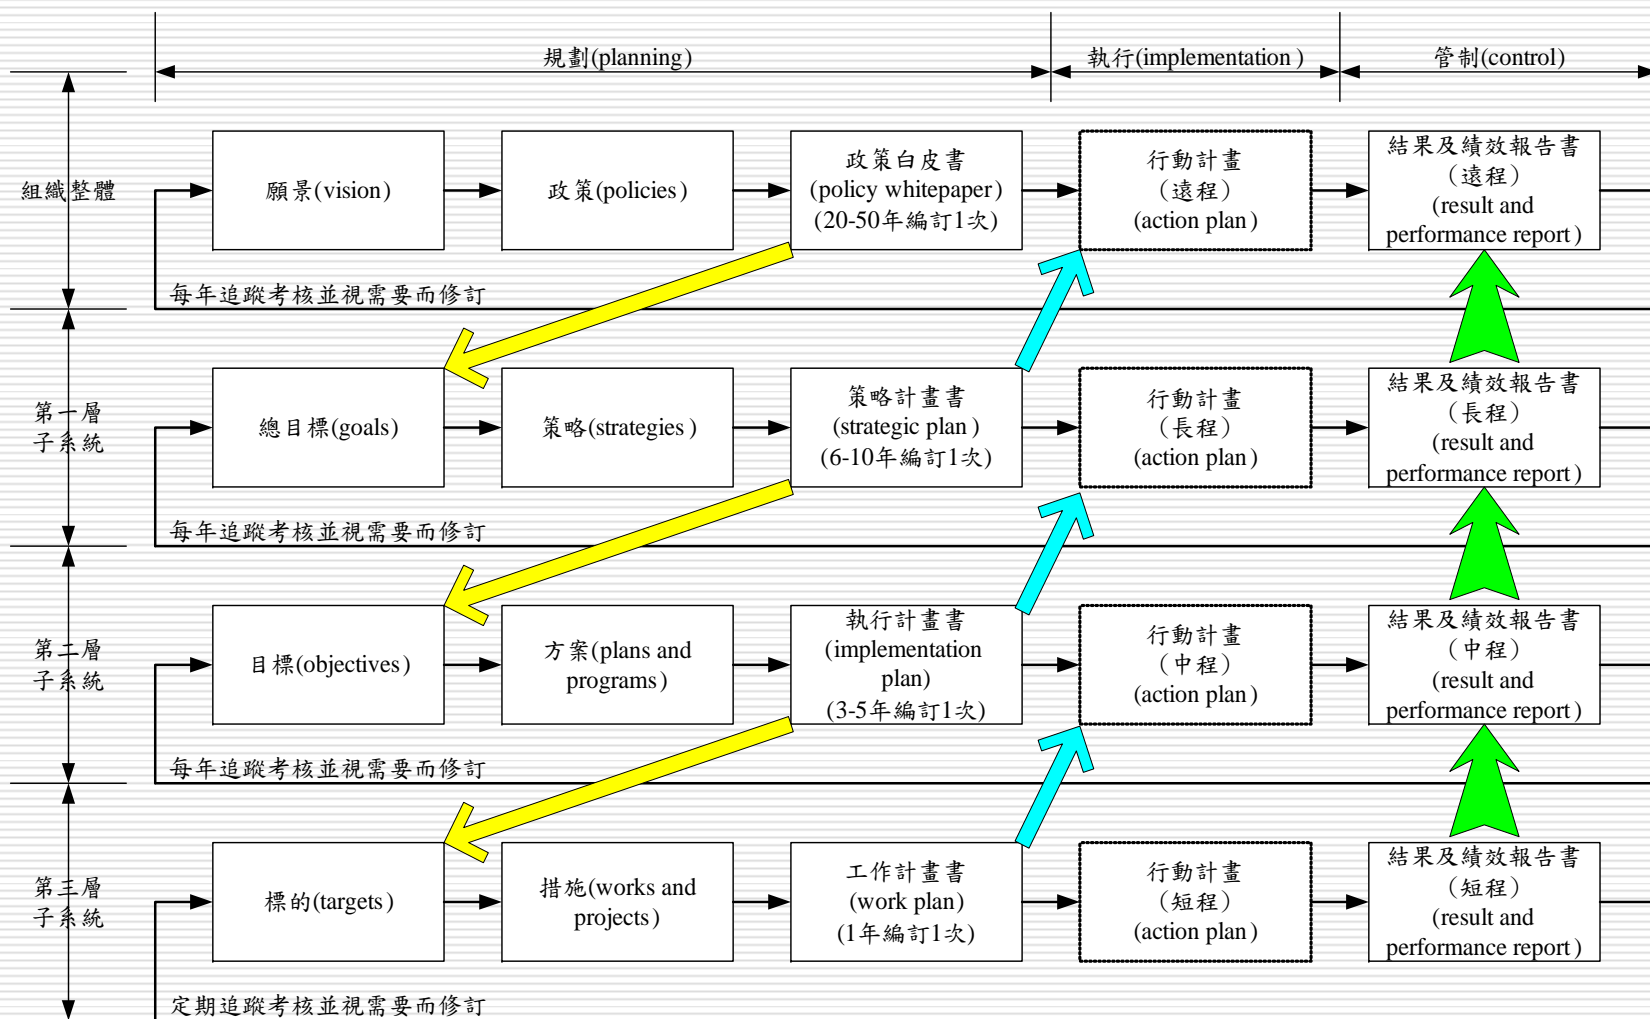 規劃(planning)
執行(implementation)
管制(control)
組織整體
願景(vision)
政策(policies)
政策白皮書
(policy whitepaper)
(20-50年編訂1次)
行動計畫
（遠程）
(action plan)
結果及績效報告書
（遠程）
(result and
performance report)
每年追蹤考核並視需要而修訂
第一層
子系統
總目標(goals)
策略(strategies)
策略計畫書
(strategic plan)
(6-10年編訂1次)
行動計畫
（長程）
(action plan)
結果及績效報告書
（長程）
(result and
performance report)
每年追蹤考核並視需要而修訂
第二層
子系統
目標(objectives)
方案(plans and
programs)
執行計畫書
(implementation
plan)
(3-5年編訂1次)
行動計畫
（中程）
(action plan)
結果及績效報告書
（中程）
(result and
performance report)
每年追蹤考核並視需要而修訂
第三層
子系統
標的(targets)
措施(works and
projects)
工作計畫書
(work plan)
(1年編訂1次)
行動計畫
（短程）
(action plan)
結果及績效報告書
（短程）
(result and
performance report)
定期追蹤考核並視需要而修訂